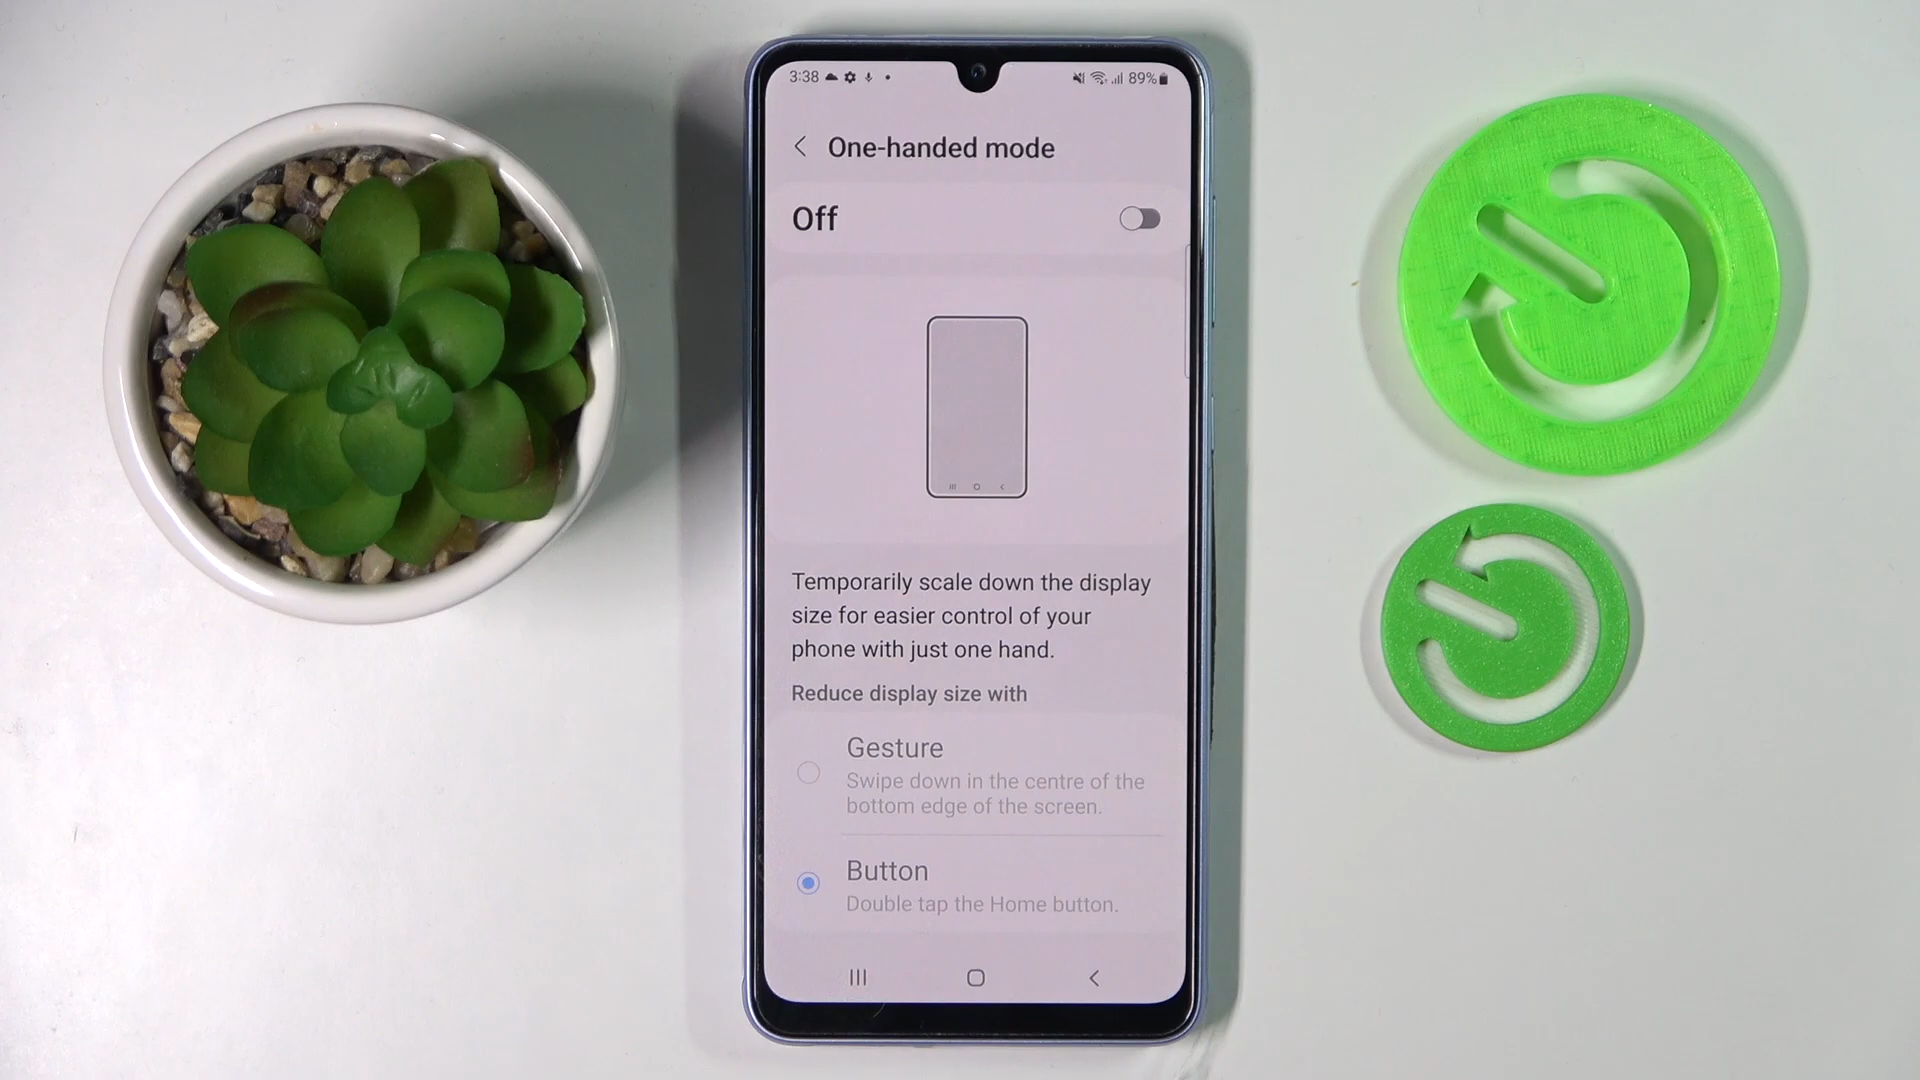 3:38
89%
One-handed mode
Off
Temporarily scale down the display
size for easier control of your
phone with just one hand.
Reduce display size with
Gesture
Swipe down in the centre of the
bottom edge of the screen.
Button
Double tap the Home button.